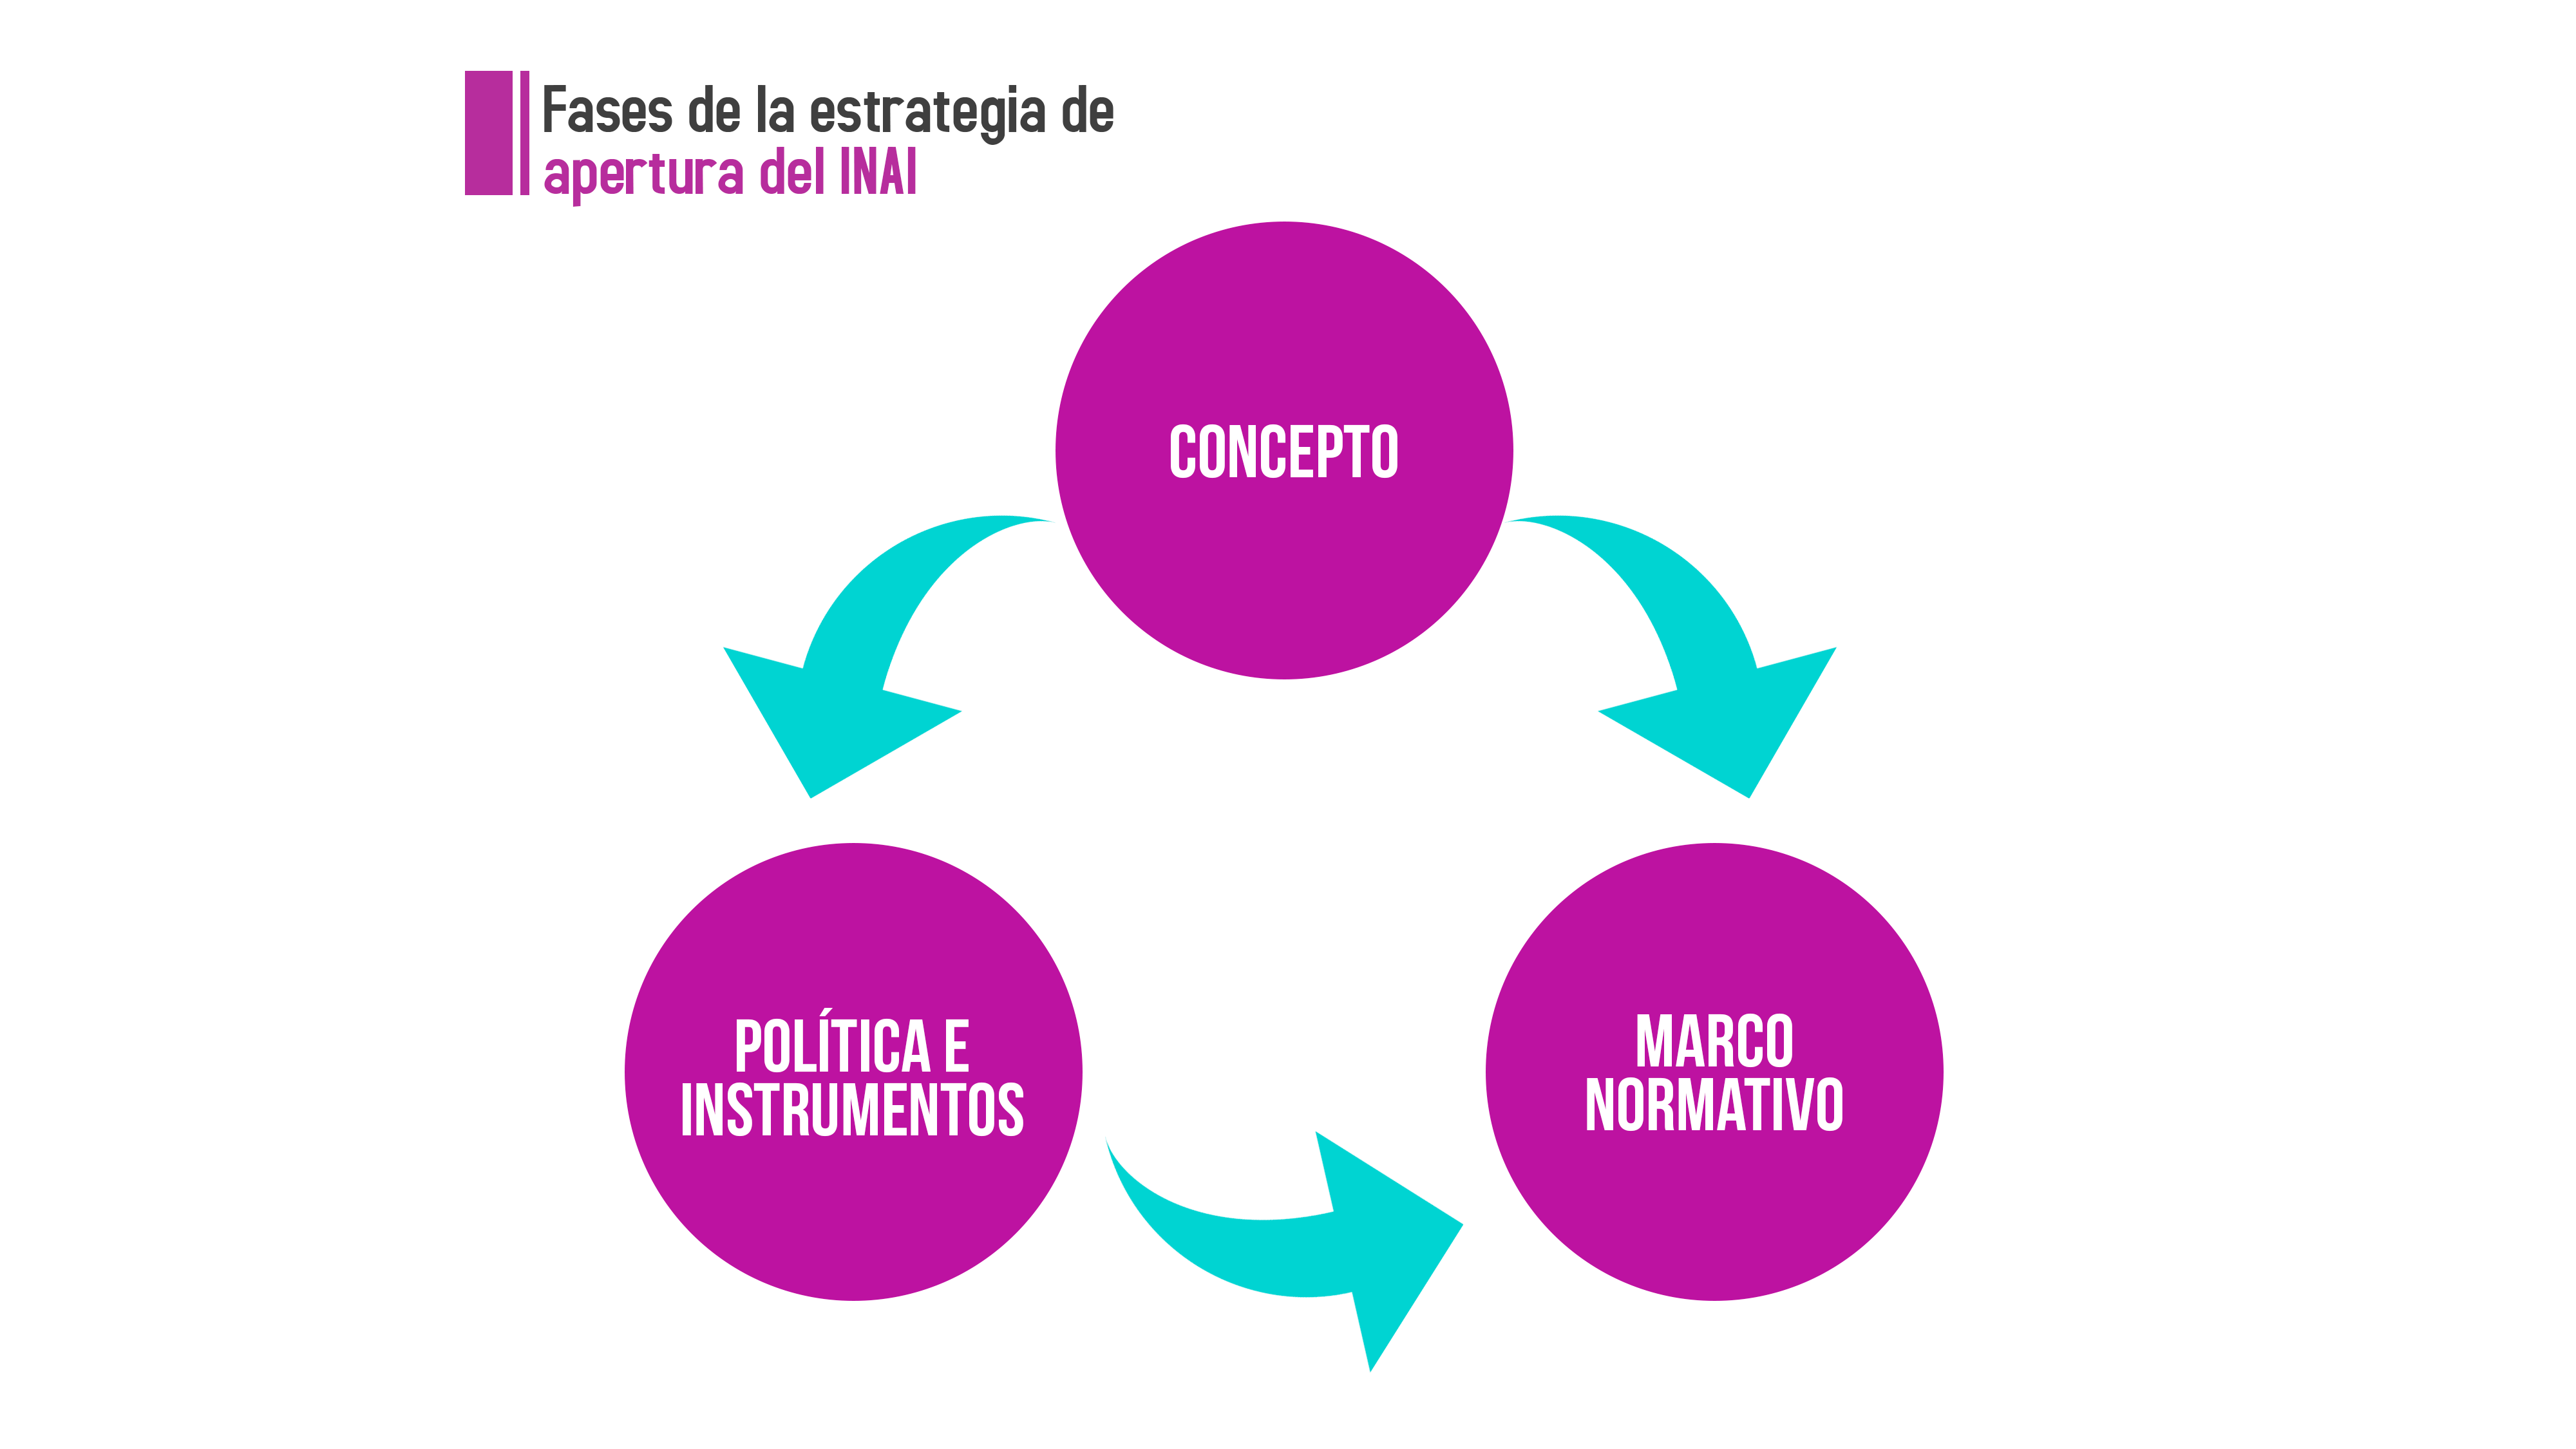 Fases de la estrategia de
apertura del INAI
CONCEPTO
POLÍTICA E
INSTRUMENTOS
MARCO
NORMATIVO